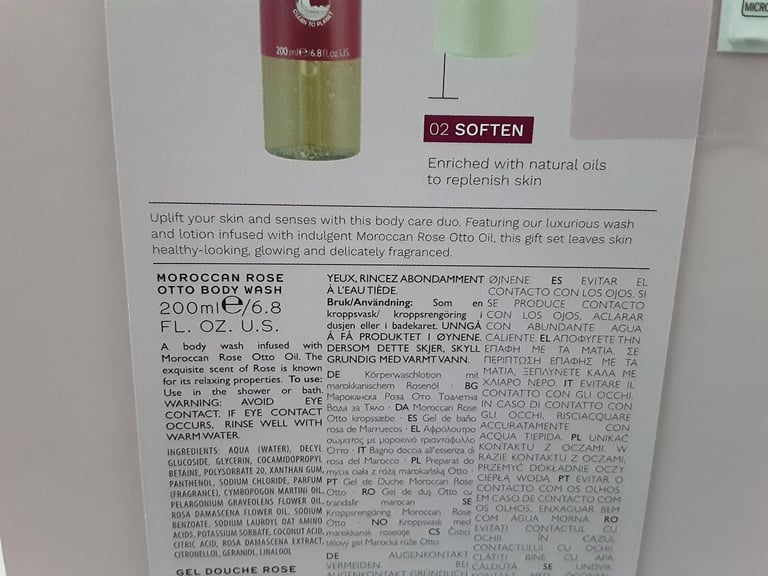 CLEAN TO PLANET
200 ml℮/6.8 fl.oz.U.S.
MICRO
02 SOFTEN
Enriched with natural oils
to replenish skin
Uplift your skin and senses with this body care duo. Featuring our luxurious wash
and lotion infused with indulgent Moroccan Rose Otto Oil, this gift set leaves skin
healthy-looking, glowing and delicately fragranced.
MOROCCAN ROSE
OTTO BODY WASH
200ml℮/6.8
FL. OZ. U.S.
A body wash infused with
Moroccan Rose Otto Oil. The
exquisite scent of Rose is known
for its relaxing properties. To use:
Use in the shower or bath.
WARNING: AVOID EYE
CONTACT. IF EYE CONTACT
OCCURS, RINSE WELL WITH
WARM WATER.
INGREDIENTS: AQUA (WATER), DECYL
GLUCOSIDE, GLYCERIN, COCAMIDOPROPYL
BETAINE, POLYSORBATE 20, XANTHAN GUM,
PANTHENOL, SODIUM CHLORIDE, PARFUM
(FRAGRANCE), CYMBOPOGON MARTINI OIL,
PELARGONIUM GRAVEOLENS FLOWER OIL,
ROSA DAMASCENA FLOWER OIL, SODIUM
BENZOATE, SODIUM LAUROYL OAT AMINO
ACIDS, POTASSIUM SORBATE, COCONUT ACID,
CITRIC ACID, ROSA DAMASCENA EXTRACT,
CITRONELLOL, GERANIOL, LINALOOL
GEL DOUCHE ROSE
YEUX, RINCEZ ABONDAMMENT
À L'EAU TIÈDE.
Bruk/Användning: Som en
kroppsvask/ kroppsrengöring i
dusjen eller i badekaret. UNNGÅ
Å FÅ PRODUKTET I ØYNENE.
DERSOM DETTE SKJER, SKYLL
GRUNDIG MED VARMT VANN.
DE Körperwaschlotion mit
marokkanischem Rosenöl · BG
Мароканска Роза Ото Тоалетна
Вода за Тяло · DA Moroccan Rose
Otto kropssæbe · ES Gel de baño
rosa de Marruecos · EL Αφρόλουτρο
σώματος με μαροκινό τριαντάφυλλο
Otto · IT Bagno doccia all'essenza di
rosa del Marocco · PL Preparat do
mycia ciała z różą marokańską Otto ·
PT Gel de Duche Moroccan Rose
Otto · RO Gel de duș Otto cu
trandafir marocan · SE
Kroppsrengöring Moroccan Rose
Otto · NO Kroppsvask med
marokkansk roseolje · CS Čisticí
tělový gel Marocká růže Otto
DE AUGENKONTAKT
VERMEIDEN. BEI
AUGENKONTAKT GRÜNDLICH
ØJNENE. ES EVITAR EL
CONTACTO CON LOS OJOS. SI
SE PRODUCE CONTACTO
CON LOS OJOS, ACLARAR
CON ABUNDANTE AGUA
CALIENTE. EL ΑΠΟΦΥΓΕΤΕ ΤΗΝ
ΕΠΑΦΗ ΜΕ ΤΑ ΜΑΤΙΑ. ΣΕ
ΠΕΡΙΠΤΩΣΗ ΕΠΑΦΗΣ ΜΕ ΤΑ
ΜΑΤΙΑ, ΞΕΠΛΥΝΕΤΕ ΚΑΛΑ ΜΕ
ΧΛΙΑΡΟ ΝΕΡΟ. IT EVITARE IL
CONTATTO CON GLI OCCHI.
IN CASO DI CONTATTO CON
GLI OCCHI, RISCIACQUARE
ACCURATAMENTE CON
ACQUA TIEPIDA. PL UNIKAĆ
KONTAKTU Z OCZAMI. W
RAZIE KONTAKTU Z OCZAMI,
PRZEMYĆ DOKŁADNIE OCZY
CIEPŁĄ WODĄ. PT EVITAR O
CONTACTO COM OS OLHOS.
EM CASO DE CONTACTO COM
OS OLHOS, ENXAGUAR BEM
COM ÁGUA MORNA. RO
EVITAȚI CONTACTUL CU
OCHII. ÎN CAZUL
CONTACTULUI CU OCHII,
CLĂTIȚI BINE CU APĂ
CĂLDUȚĂ. SE UNDVIK
KONTAKT MED ÖGONEN.